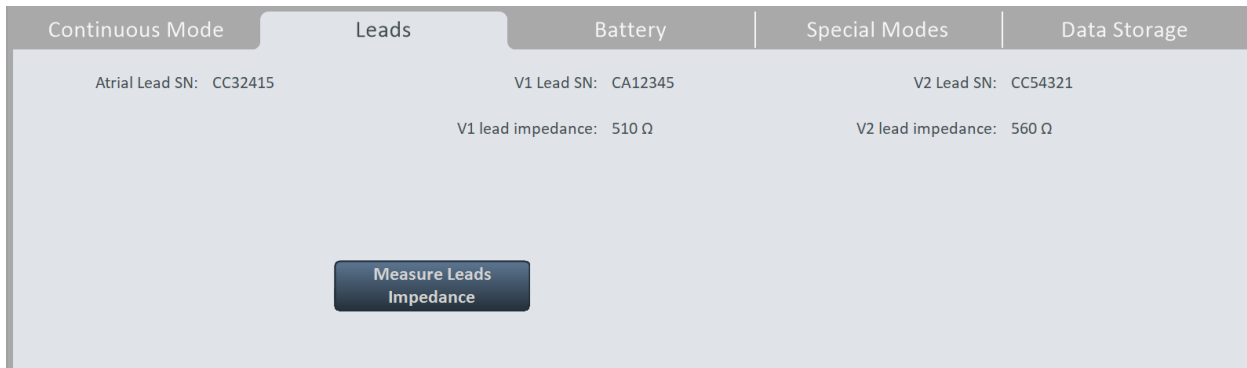 Continuous Mode Leads Battery Special Modes Data Storage
Atrial Lead SN: CC32415 V1 Lead SN: CA12345 V2 Lead SN: CC54321
V1 lead impedance: 510 Ω V2 lead impedance: 560 Ω
Measure Leads
Impedance